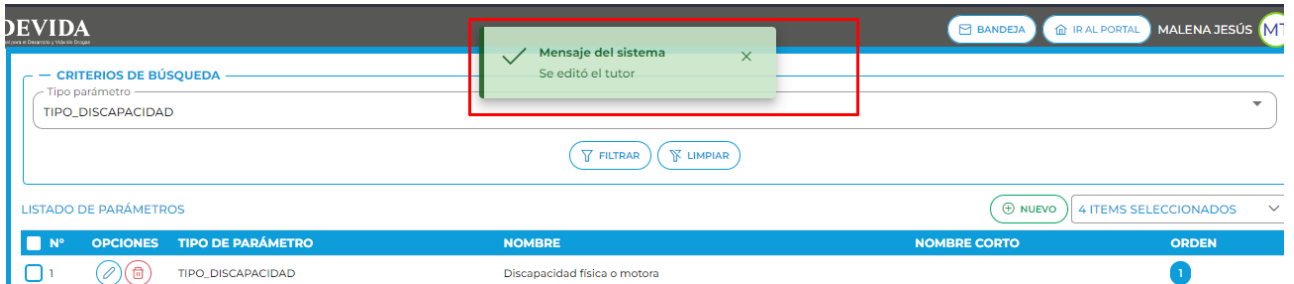 DEVIDA
BANDEJA
IR AL PORTAL
MALENA JESÚS
MT
Mensaje del sistema
Se editó el tutor
CRITERIOS DE BÚSQUEDA
Tipo parámetro
TIPO_DISCAPACIDAD
FILTRAR
LIMPIAR
LISTADO DE PARÁMETROS
NUEVO
4 ITEMS SELECCIONADOS
N° OPCIONES TIPO DE PARÁMETRO NOMBRE NOMBRE CORTO ORDEN
1 TIPO_DISCAPACIDAD Discapacidad física o motora 1